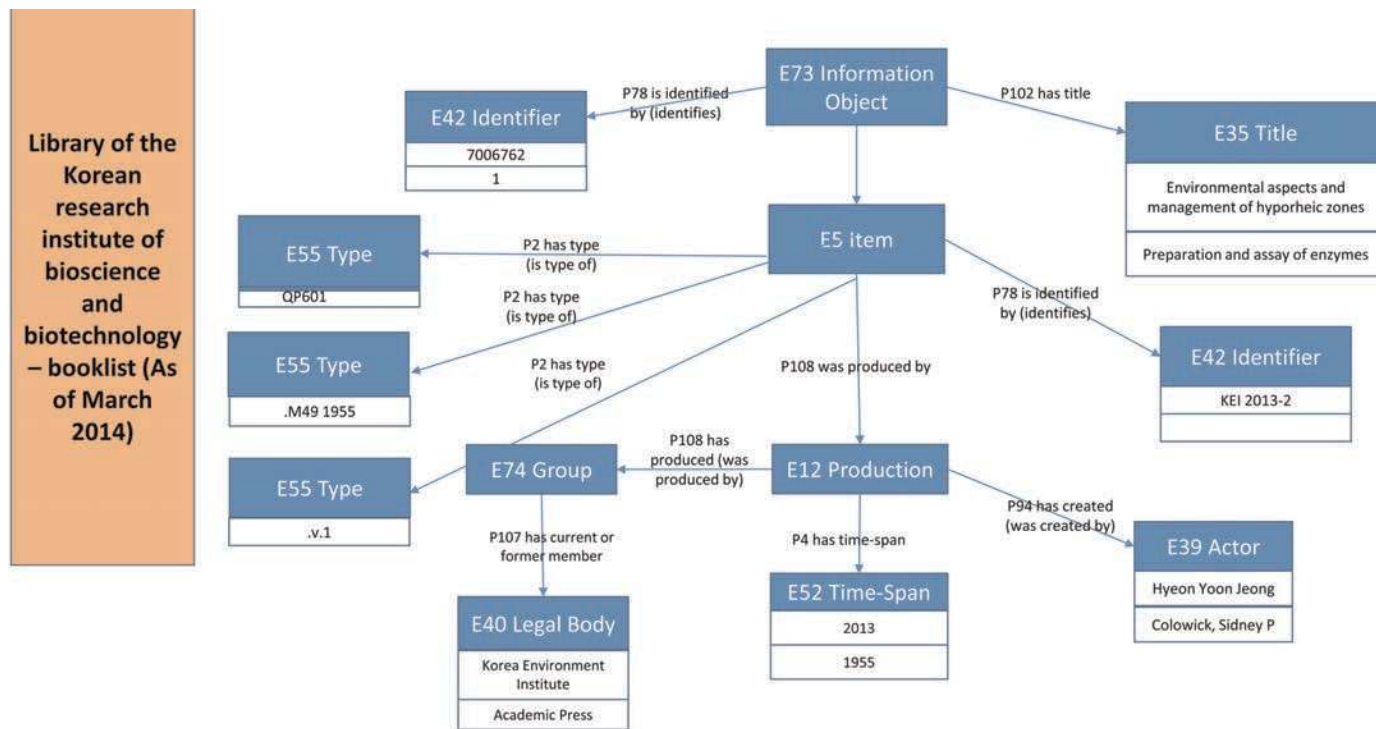 Library of the
Korean
research
institute of
bioscience
and
biotechnology
– booklist (As
of March
2014)
E73 Information
Object
P78 is identified
by (identifies)
P102 has title
E42 Identifier
7006762
1
E35 Title
Environmental aspects and
management of hyporheic zones
Preparation and assay of enzymes
E55 Type
QP601
P2 has type
(is type of)
E5 item
P78 is identified
by (identifies)
P2 has type
(is type of)
E55 Type
.M49 1955
P2 has type
(is type of)
P108 was produced by
E42 Identifier
KEI 2013-2
E55 Type
.v.1
E74 Group
P108 has
produced (was
produced by)
E12 Production
P107 has current or
former member
P4 has time-span
P94 has created
(was created by)
E39 Actor
Hyeon Yoon Jeong
Colowick, Sidney P
E40 Legal Body
Korea Environment
Institute
Academic Press
E52 Time-Span
2013
1955